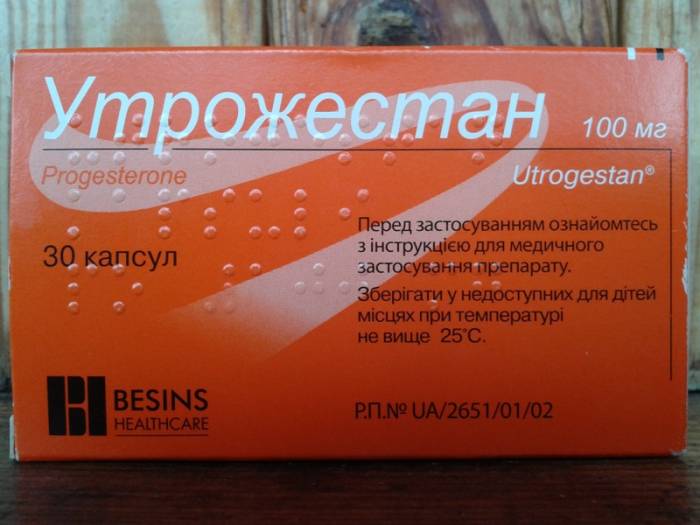 Утрожестан 100 мг
Progesterone Utrogestan®
30 капсул
Перед застосуванням ознайомтесь
з інструкцією для медичного
застосування препарату.
Зберігати у недоступних для дітей
місцях при температурі
не вище 25°С.
BESINS
HEALTHCARE
Р.П.№ UA/2651/01/02